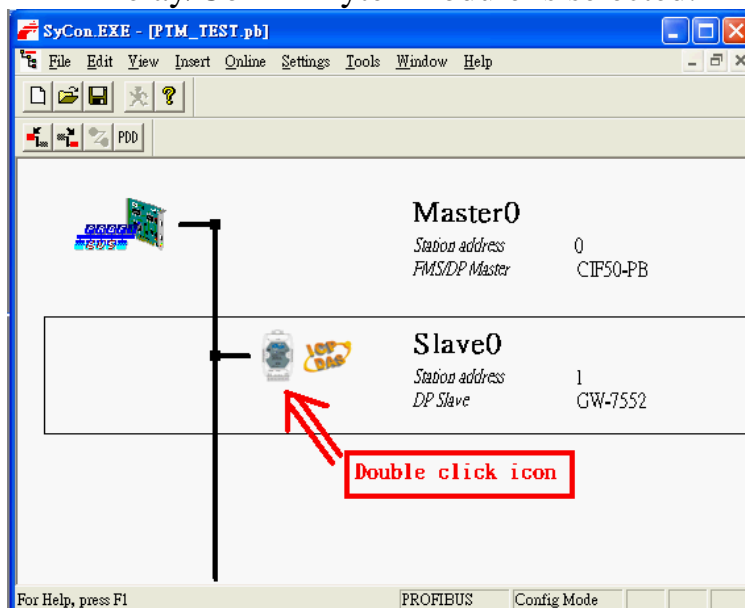 SyCon.EXE - [PTM_TEST.pb]
File Edit View Insert Online Settings Tools Window Help
PDD
Master0
Station address 0
FMS/DP Master CIF50-PB
ICP
DAS
Slave0
Station address 1
DP Slave GW-7552
Double click icon
For Help, press F1 PROFIBUS Config Mode